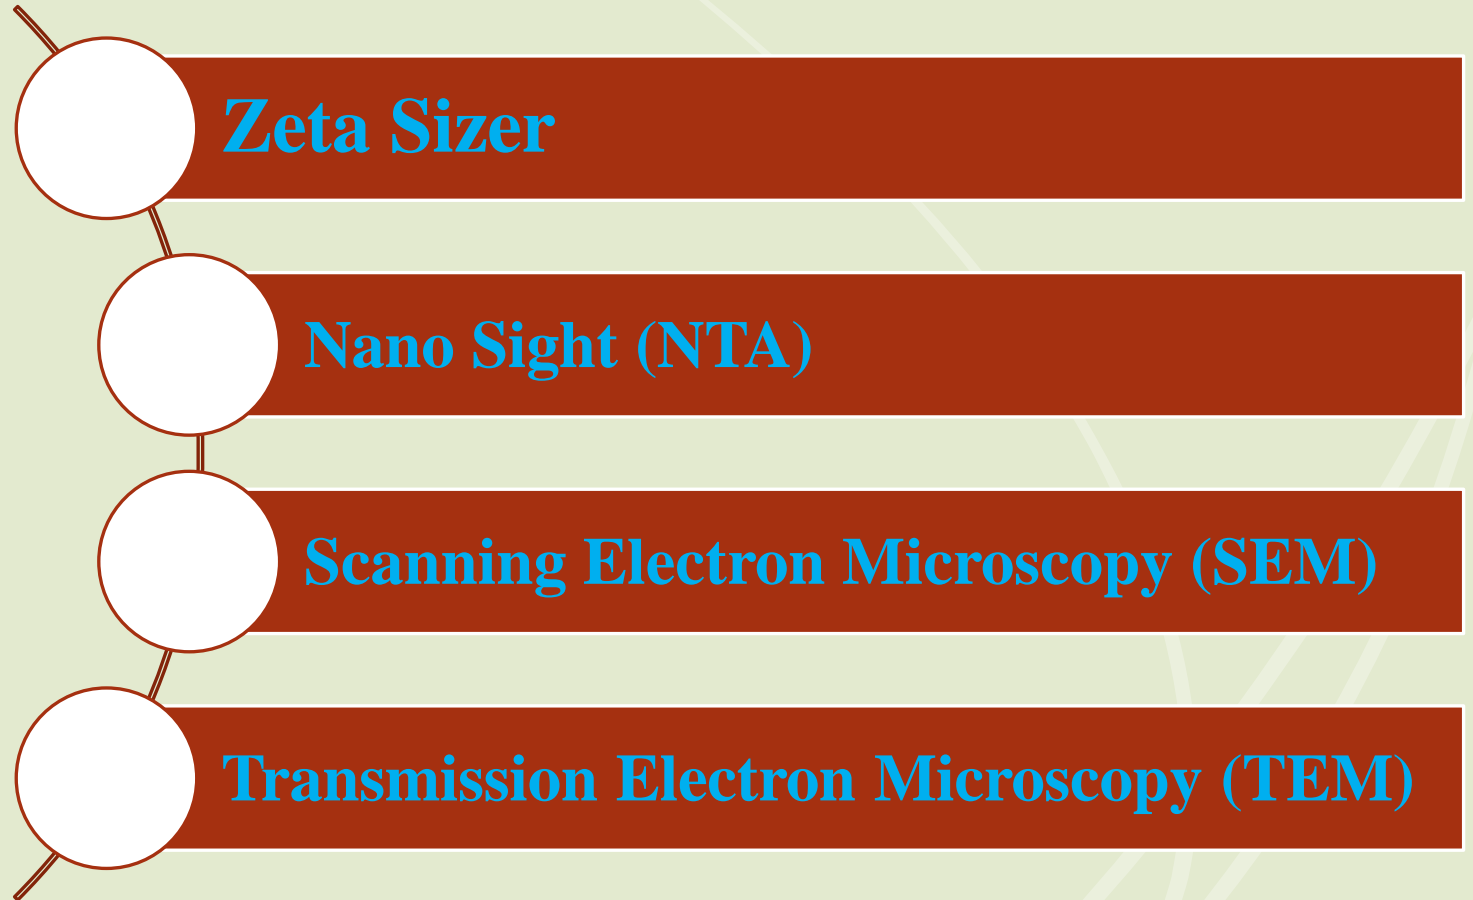 Zeta Sizer
Nano Sight (NTA)
Scanning Electron Microscopy (SEM)
Transmission Electron Microscopy (TEM)